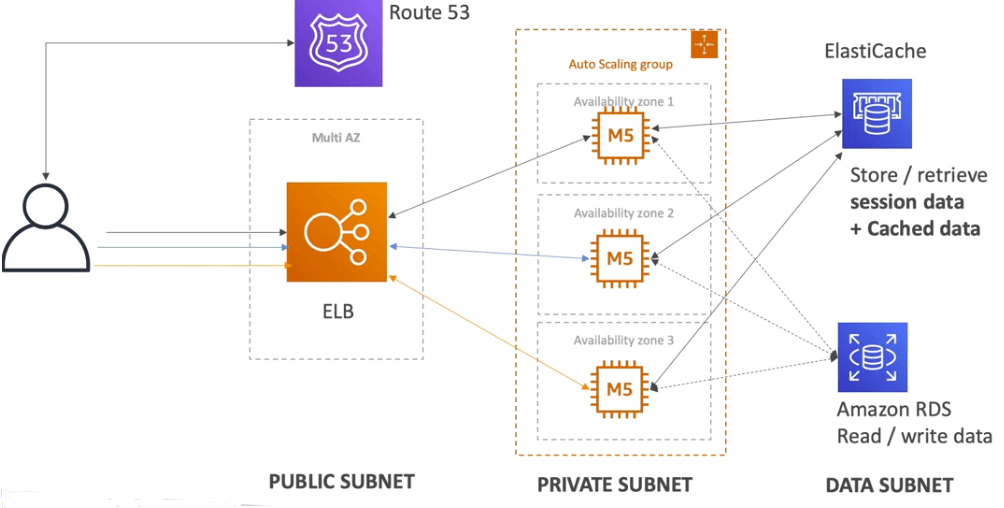 Route 53
53
ElastiCache
Auto Scaling group
Availability zone 1
Multi AZ
M5
Store / retrieve
session data
+ Cached data
Availability zone 2
M5
ELB
Availability zone 3
M5
Amazon RDS
Read / write data
PUBLIC SUBNET
PRIVATE SUBNET
DATA SUBNET